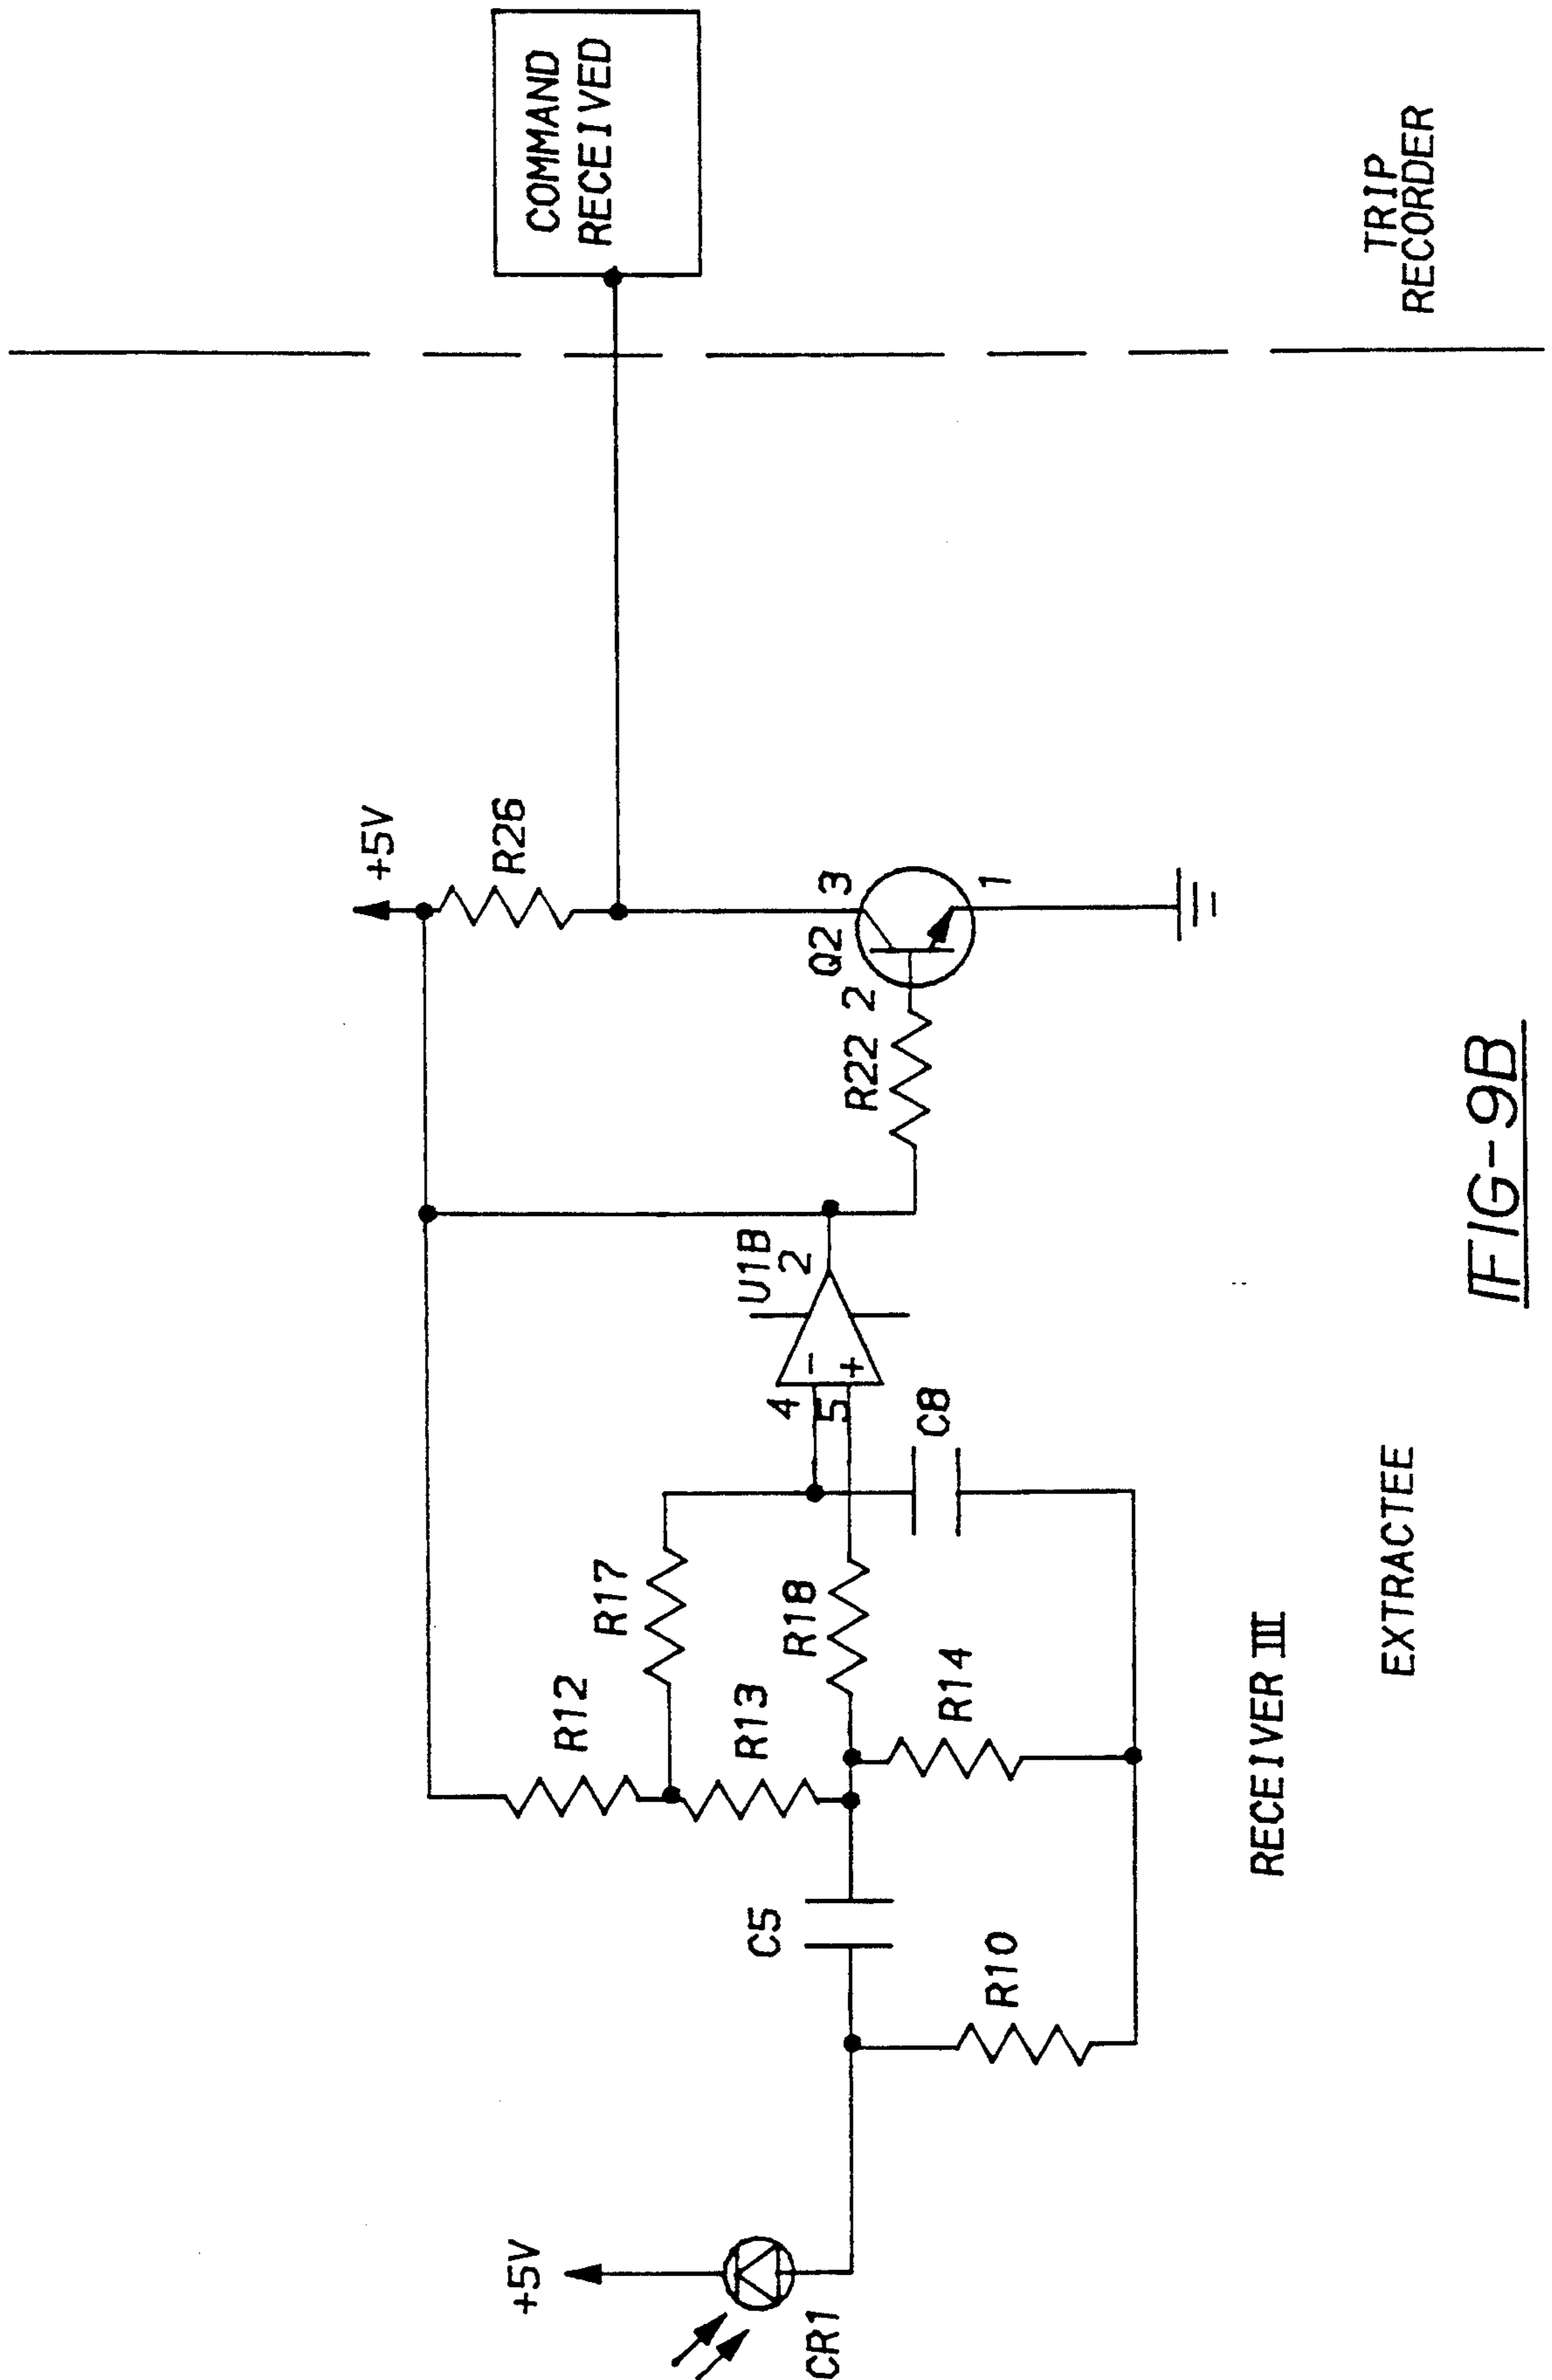 COMMAND
RECEIVED
TRIP
RECORDER
+5V
R26
Q2
3
2
1
R22
U1B
2
4
5
−
+
C8
R17
R12
R18
R13
R14
C5
R10
+5V
CR1
RECEIVER III
EXTRACTEE
FIG-9B